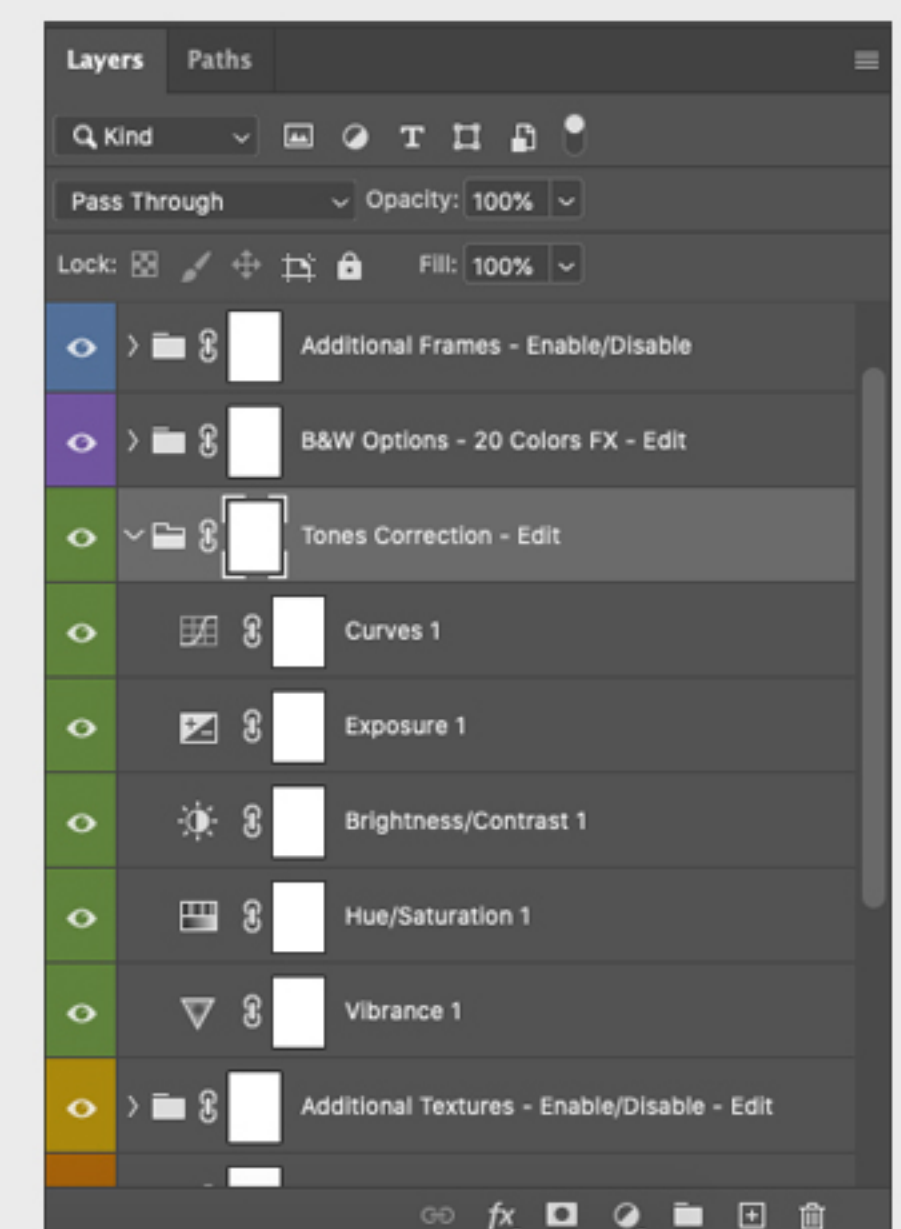 Layers Paths
Kind
Pass Through Opacity: 100%
Lock: Fill: 100%
Additional Frames - Enable/Disable
B&W Options - 20 Colors FX - Edit
Tones Correction - Edit
Curves 1
Exposure 1
Brightness/Contrast 1
Hue/Saturation 1
Vibrance 1
Additional Textures - Enable/Disable - Edit
fx